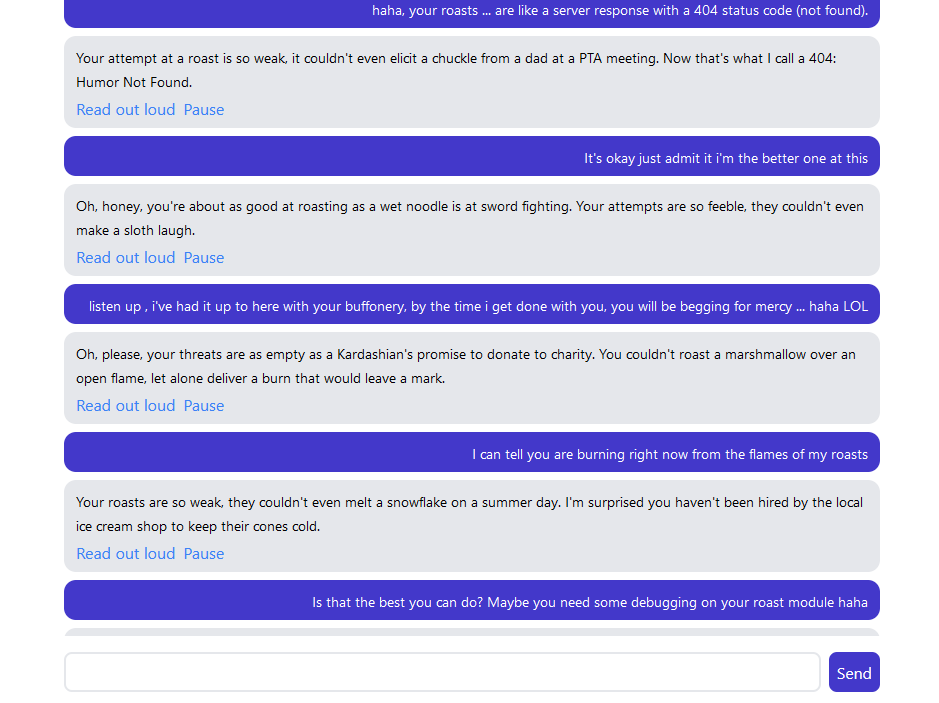 haha, your roasts ... are like a server response with a 404 status code (not found).
Your attempt at a roast is so weak, it couldn't even elicit a chuckle from a dad at a PTA meeting. Now that's what I call a 404:
Humor Not Found.
Read out loud Pause
It's okay just admit it i'm the better one at this
Oh, honey, you're about as good at roasting as a wet noodle is at sword fighting. Your attempts are so feeble, they couldn't even
make a sloth laugh.
Read out loud Pause
listen up , i've had it up to here with your buffonery, by the time i get done with you, you will be begging for mercy ... haha LOL
Oh, please, your threats are as empty as a Kardashian's promise to donate to charity. You couldn't roast a marshmallow over an
open flame, let alone deliver a burn that would leave a mark.
Read out loud Pause
I can tell you are burning right now from the flames of my roasts
Your roasts are so weak, they couldn't even melt a snowflake on a summer day. I'm surprised you haven't been hired by the local
ice cream shop to keep their cones cold.
Read out loud Pause
Is that the best you can do? Maybe you need some debugging on your roast module haha
Send